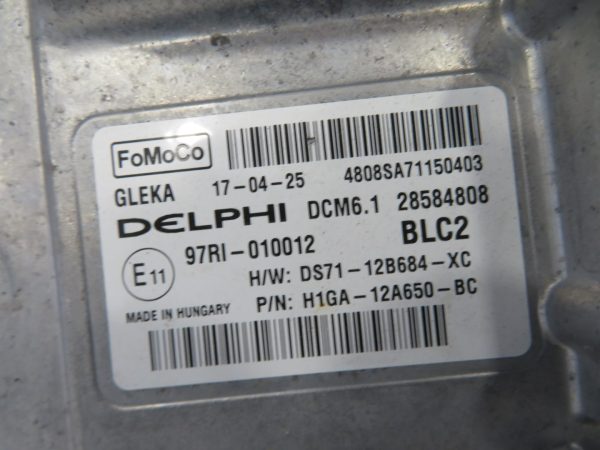 FoMoCo
GLEKA 17-04-25 4808SA71150403
DELPHI DCM6.1 28584808
E11 97RI-010012 BLC2
H/W: DS71-12B684-XC
MADE IN HUNGARY P/N: H1GA-12A650-BC